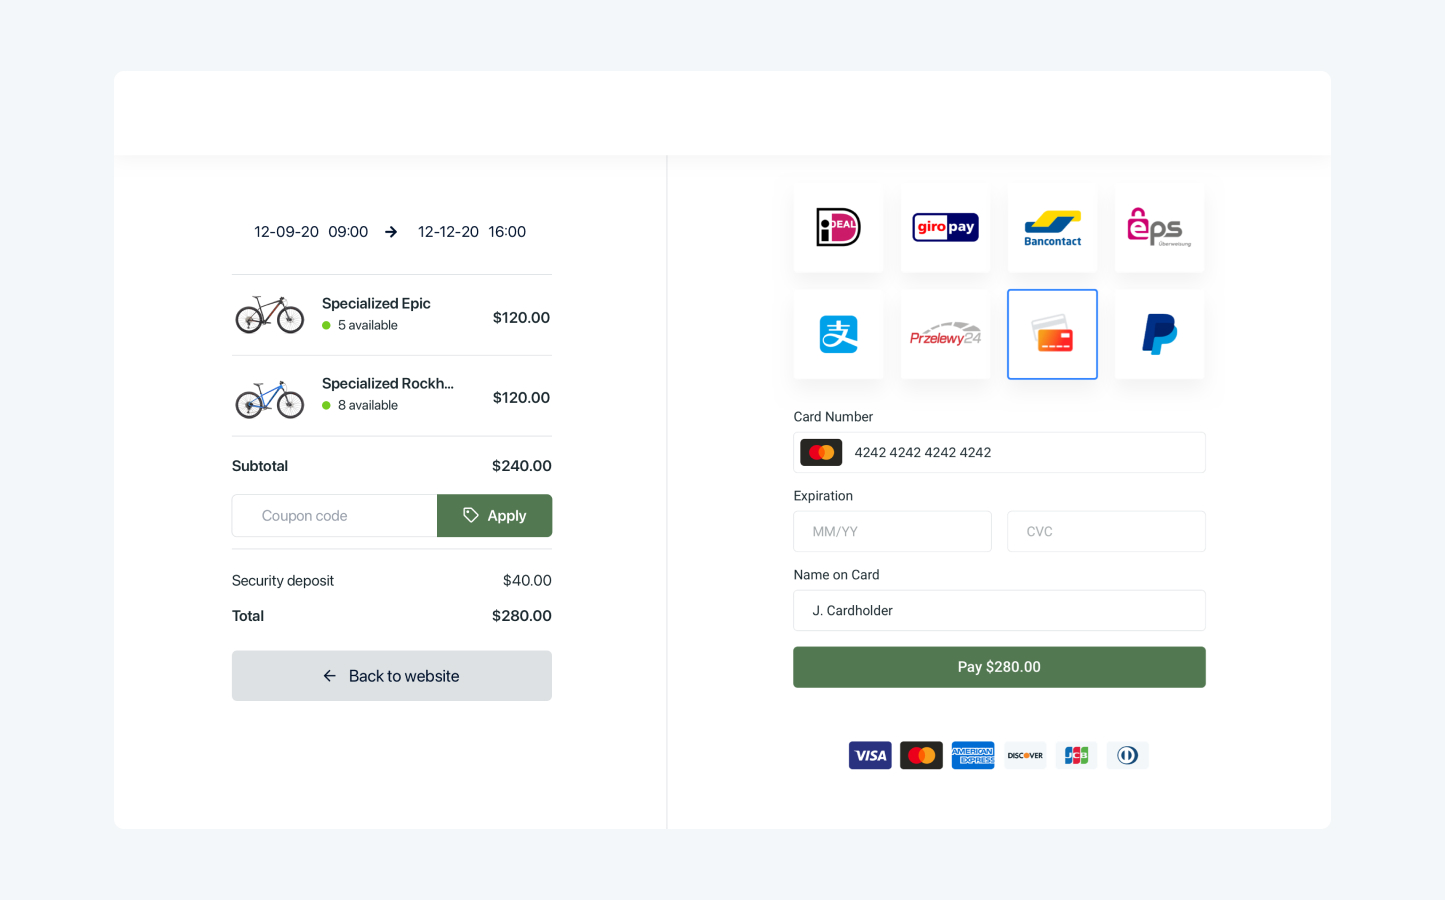 12-09-20 09:00 → 12-12-20 16:00
Specialized Epic
5 available
$120.00
Specialized Rockh...
8 available
$120.00
Subtotal $240.00
Coupon code
Apply
Security deposit $40.00
Total $280.00
← Back to website
iDEAL
giropay
Bancontact
eps
Überweisung
支
Przelewy24
Card Number
4242 4242 4242 4242
Expiration
MM/YY
CVC
Name on Card
J. Cardholder
Pay $280.00
VISA
AMERICAN EXPRESS
DISCOVER
JCB